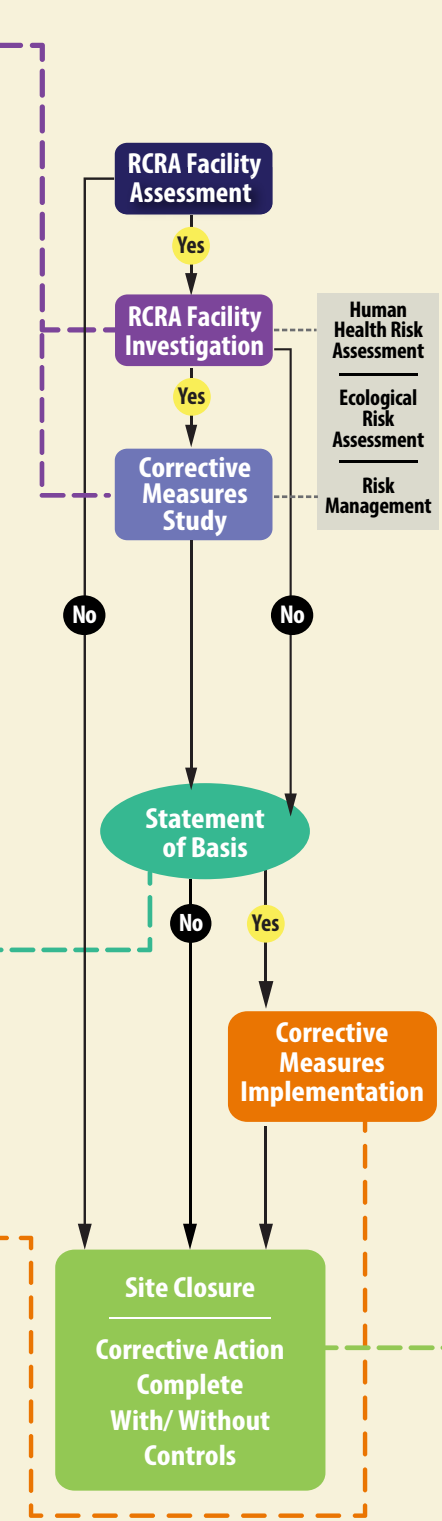 RCRA Facility
Assessment
Yes
RCRA Facility
Investigation
Human
Health Risk
Assessment
Ecological
Risk
Assessment
Risk
Management
Yes
Corrective
Measures
Study
No
No
Statement
of Basis
No
Yes
Corrective
Measures
Implementation
Site Closure
Corrective Action
Complete
With/ Without
Controls